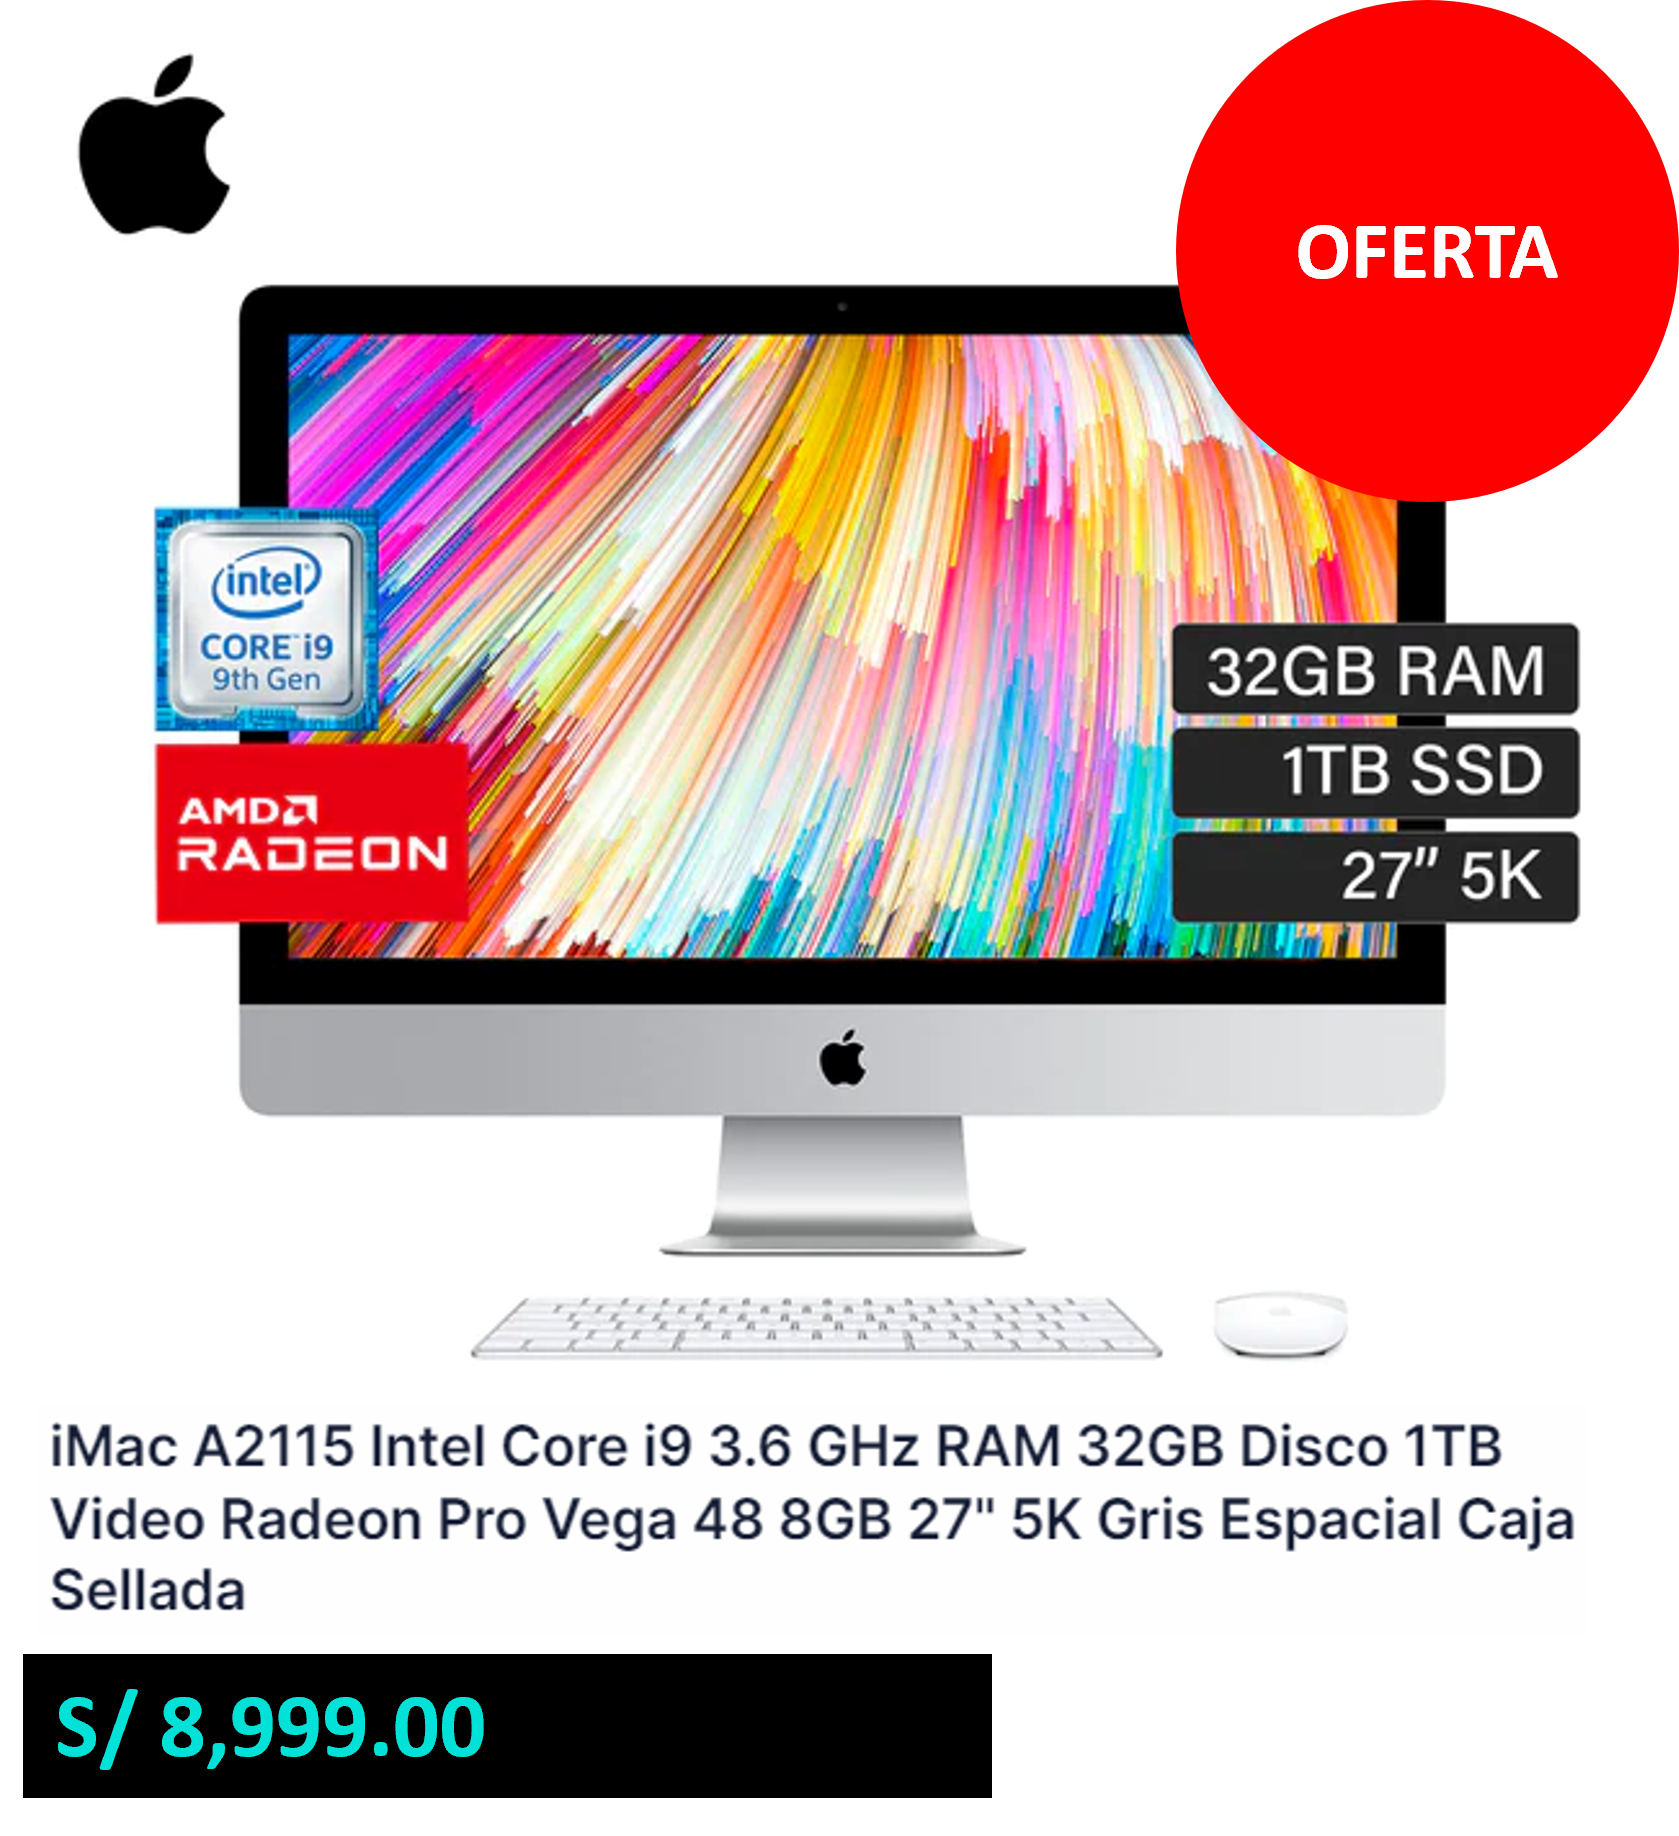 OFERTA
intel
CORE i9
9th Gen
AMD
RADEON
32GB RAM
1TB SSD
27" 5K
iMac A2115 Intel Core i9 3.6 GHz RAM 32GB Disco 1TB
Video Radeon Pro Vega 48 8GB 27" 5K Gris Espacial Caja
Sellada
S/ 8,999.00